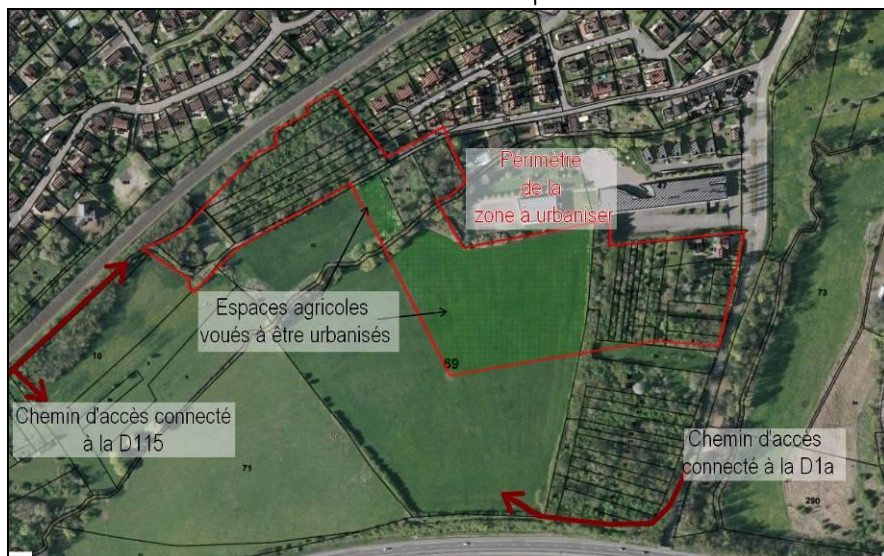 Périmètre
de la
zone a urbaniser
Espaces agricoles
voués à être urbanisés
59
10
Chemin d'accès connecté
à la D115
Chemin d'accès
connecté à la D1a
71
73
290